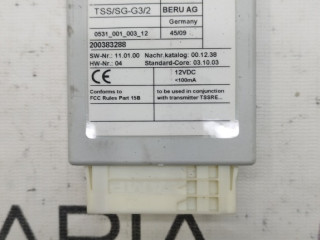 TSS/SG-G3/2 BERU AG
Germany
0531_001_003_12 45/09
200383288
SW-Nr.: 11.01.00 Nachr.katalog: 00.12.38
HW-Nr.: 04 Standard-Core: 03.10.03
CE 12VDC
<100mA
Conforms to to be used in conjunction
FCC Rules Part 15B with transmitter TSSRE...